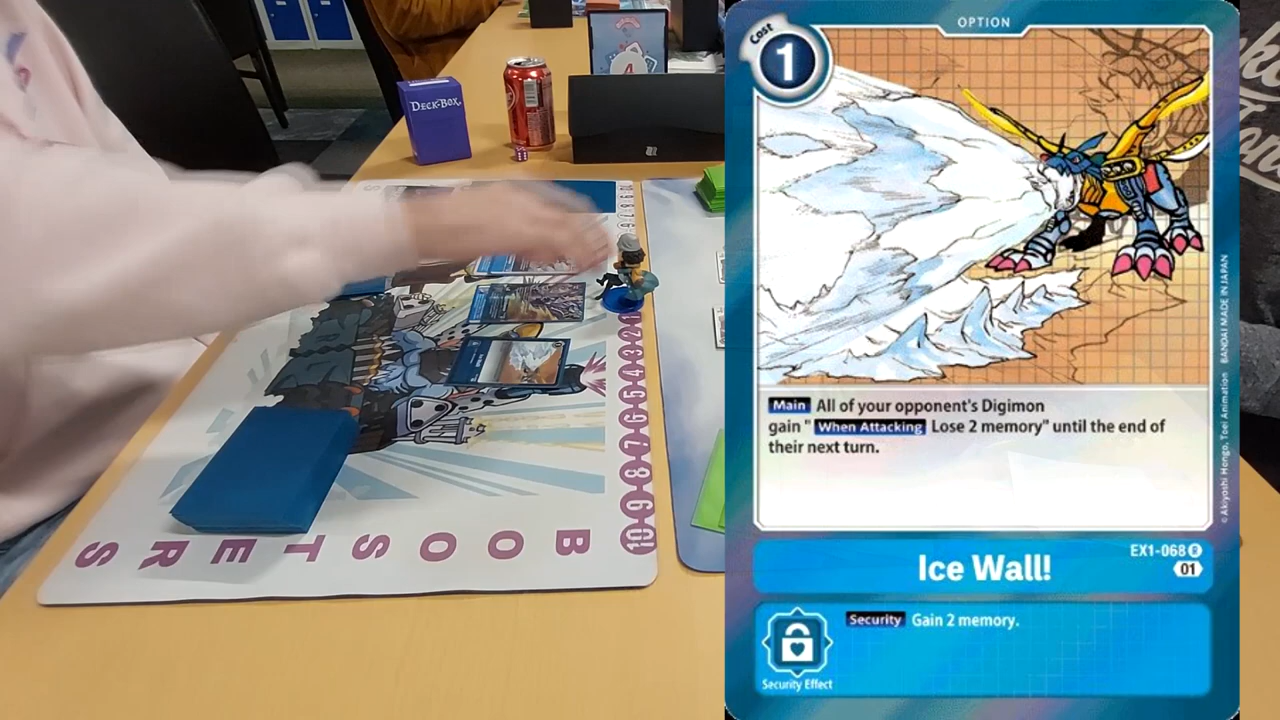 DECK-BOX
4
OPTION
Cost
1
Main All of your opponent's Digimon
gain " When Attacking Lose 2 memory" until the end of
their next turn.
© Akiyoshi Hongo, Toei Animation BANDAI MADE IN JAPAN
Ice Wall!
EX1-068 R
01
Security Gain 2 memory.
Security Effect
10 9 8 7 6 5 4 3 2 1
BOOSTERS